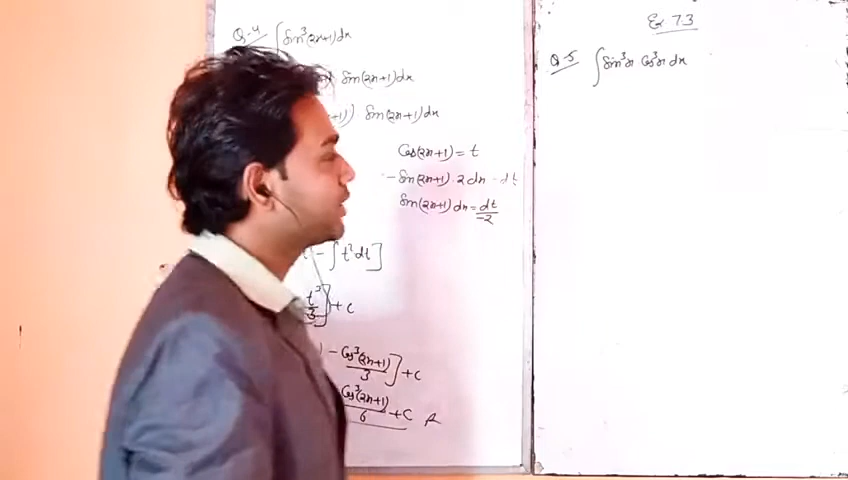 Q-4 ∫ Sin³(2x+1)dx
Sin(2x+1)dx
+1)) Sin(2x+1)dx
Cos(2x+1) = t
- Sin(2x+1) · 2dx = dt
Sin(2x+1)dx = dt/-2
- ∫t²dt]
t³/3] + c
- Cos³(2x+1)/3] + c
Cos³(2x+1)/6 + C
Ex 7.3
Q-5 ∫ Sin³x Cos³x dx